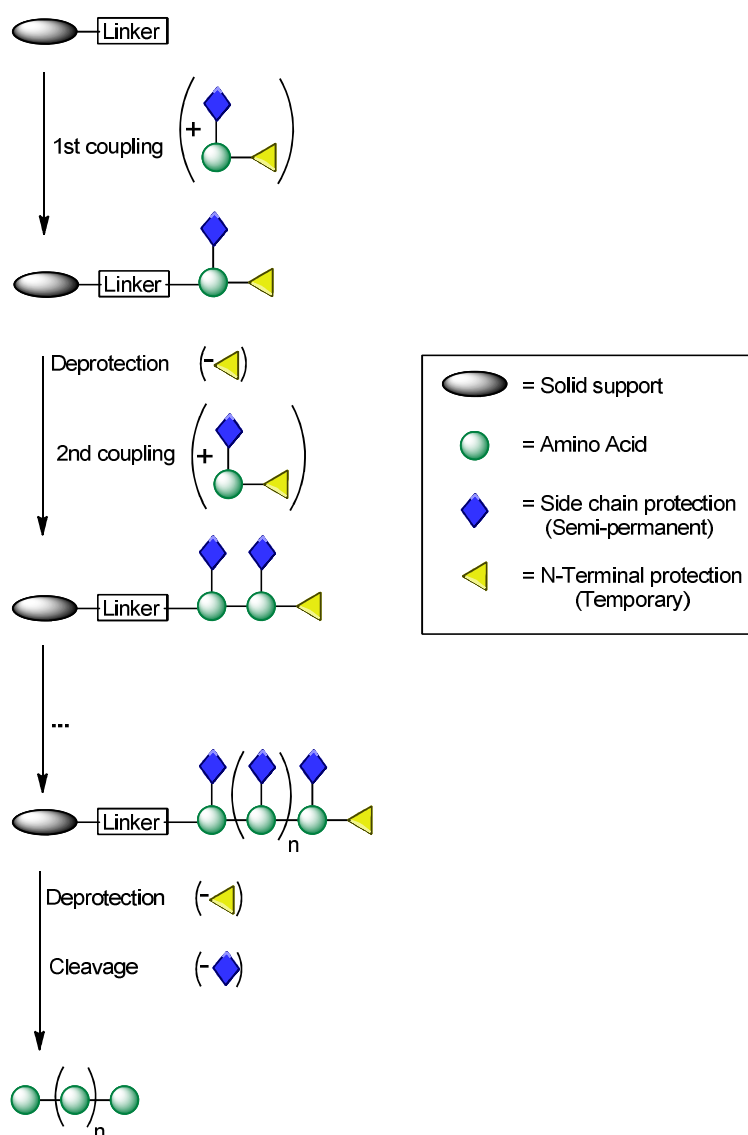 Linker
+
1st coupling
Linker
Deprotection (-)
+
2nd coupling
Linker
...
Linker
n
Deprotection (-)
Cleavage (-)
n
= Solid support
= Amino Acid
= Side chain protection
(Semi-permanent)
= N-Terminal protection
(Temporary)